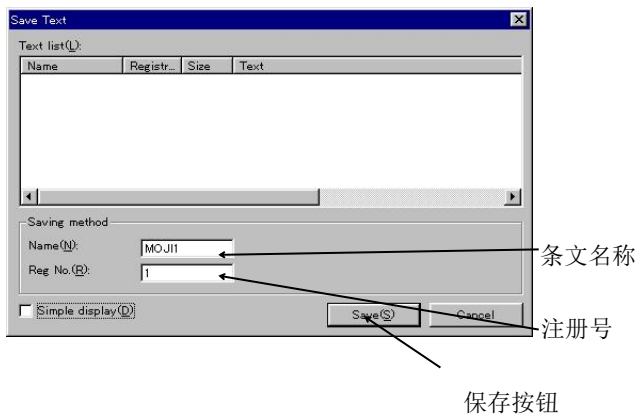 Save Text
Text list(L):
Name Registr... Size Text
Saving method
Name(N): MOJI1
条文名称
Reg No.(R): 1
Simple display(D) Save(S) Cancel
注册号
保存按钮